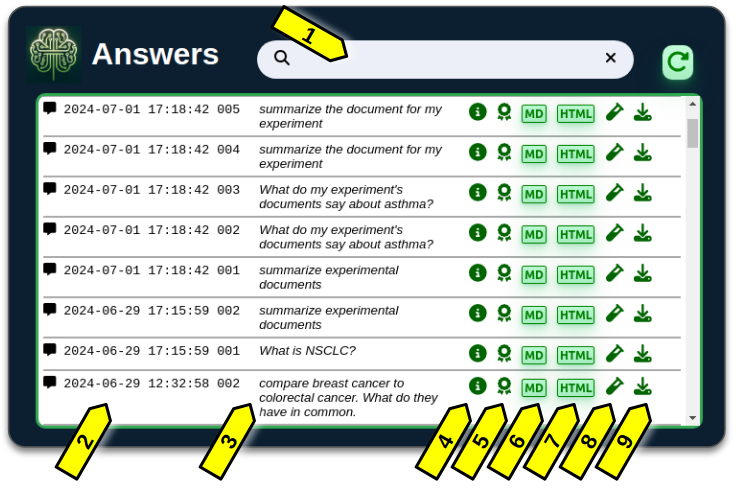 1
Answers
2024-07-01 17:18:42 005 summarize the document for my MD HTML
experiment
2024-07-01 17:18:42 004 summarize the document for my MD HTML
experiment
2024-07-01 17:18:42 003 What do my experiment's MD HTML
documents say about asthma?
2024-07-01 17:18:42 002 What do my experiment's MD HTML
documents say about asthma?
2024-07-01 17:18:42 001 summarize experimental MD HTML
documents
2024-06-29 17:15:59 002 summarize experimental MD HTML
documents
2024-06-29 17:15:59 001 What is NSCLC? MD HTML
2024-06-29 12:32:58 002 compare breast cancer to MD HTML
colorectal cancer. What do they
have in common.
2 3 4 5 6 7 8 9